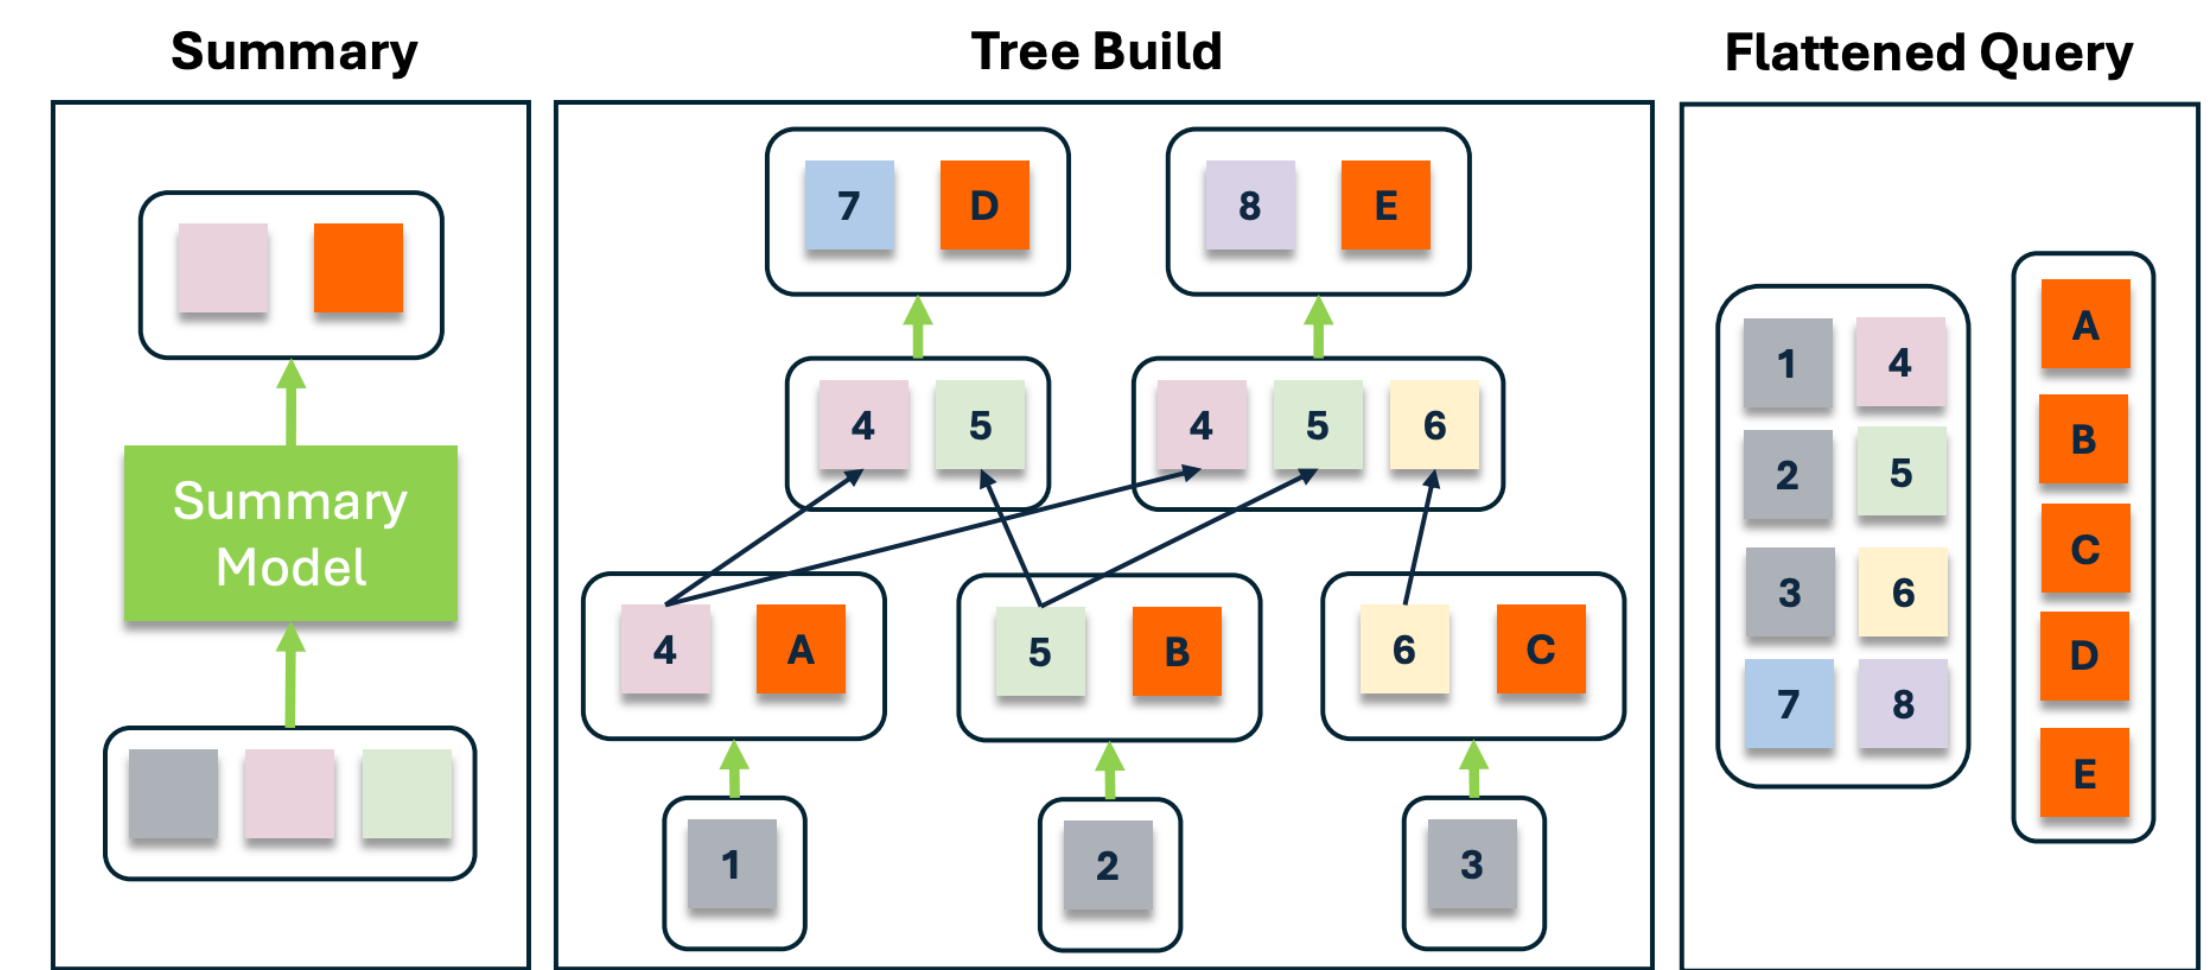 Summary
Summary
Model
Tree Build
7 D
8 E
4 5
4 5 6
4 A
5 B
6 C
1
2
3
Flattened Query
1 4
2 5
3 6
7 8
A
B
C
D
E